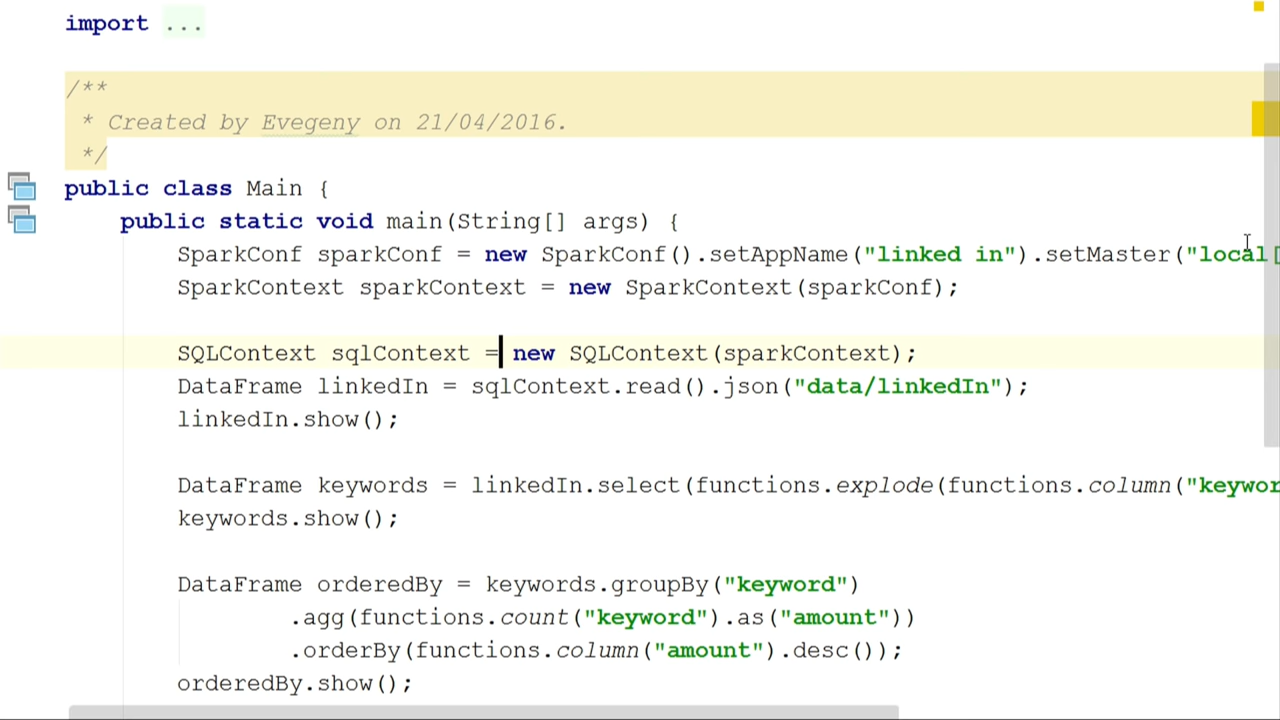 import ...
/**
 * Created by Evegeny on 21/04/2016.
 */
public class Main {
    public static void main(String[] args) {
        SparkConf sparkConf = new SparkConf().setAppName("linked in").setMaster("local[
        SparkContext sparkContext = new SparkContext(sparkConf);
        SQLContext sqlContext = new SQLContext(sparkContext);
        DataFrame linkedIn = sqlContext.read().json("data/linkedIn");
        linkedIn.show();
        DataFrame keywords = linkedIn.select(functions.explode(functions.column("keywor
        keywords.show();
        DataFrame orderedBy = keywords.groupBy("keyword")
                .agg(functions.count("keyword").as("amount"))
                .orderBy(functions.column("amount").desc());
        orderedBy.show();